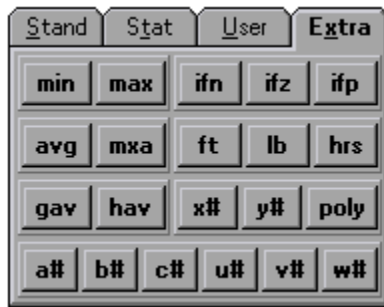 Stand Stat User Extra
min max ifn ifz ifp
avg mxa ft lb hrs
gav hav x# y# poly
a# b# c# u# v# w#